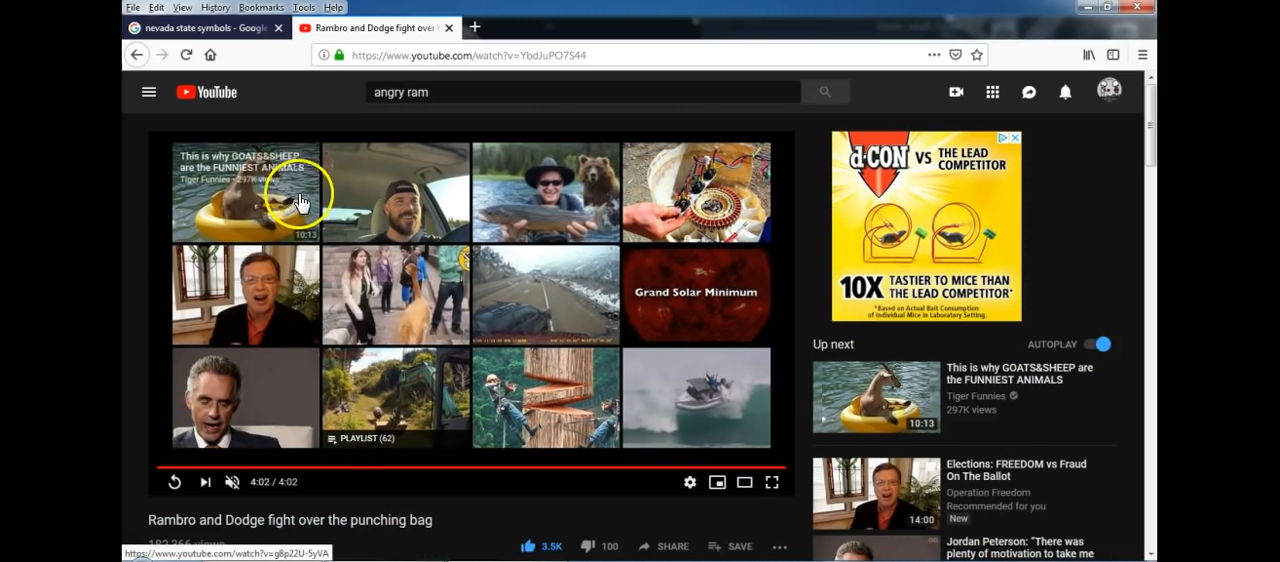 File Edit View History Bookmarks Tools Help
nevada state symbols - Google
Rambro and Dodge fight over
https://www.youtube.com/watch?v=YbdJuPO7S44
YouTube
angry ram
This is why GOATS&SHEEP
are the FUNNIEST ANIMALS
Tiger Funnies • 297K views
10:13
Grand Solar Minimum
PLAYLIST (62)
4:02 / 4:02
Rambro and Dodge fight over the punching bag
182,366 views
3.5K
100
SHARE
SAVE
https://www.youtube.com/watch?v=g8p22U-5yVA
d-CON VS THE LEAD
COMPETITOR
10X TASTIER TO MICE THAN
THE LEAD COMPETITOR*
*Based on Actual Bait Consumption
of Individual Mice in Laboratory Setting.
Up next
AUTOPLAY
This is why GOATS&SHEEP are
the FUNNIEST ANIMALS
Tiger Funnies
297K views
10:13
Elections: FREEDOM vs Fraud
On The Ballot
Operation Freedom
Recommended for you
New
14:00
Jordan Peterson: "There was
plenty of motivation to take me